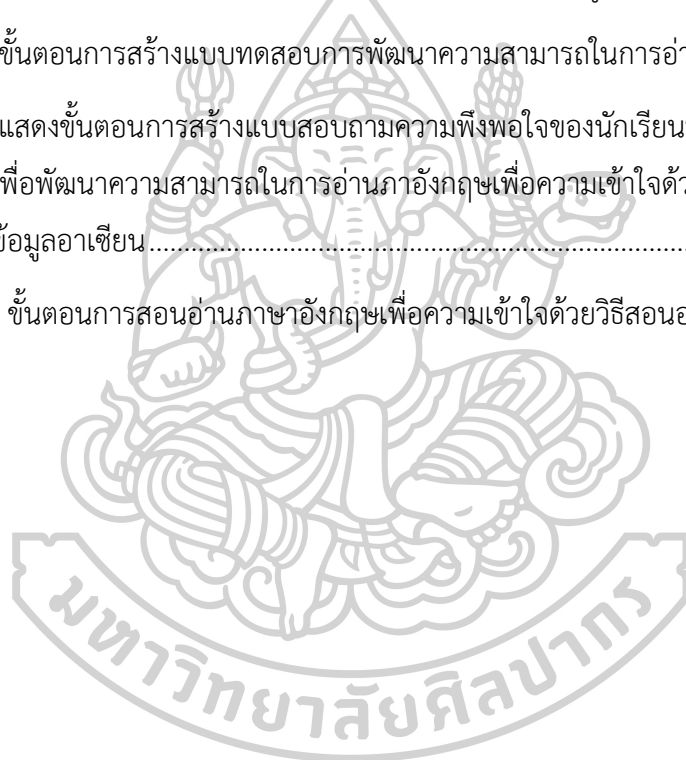 ขั้นตอนการสร้างแบบทดสอบการพัฒนาความสามารถในการอ่า
แสดงขั้นตอนการสร้างแบบสอบถามความพึงพอใจของนักเรียน
พื่อพัฒนาความสามารถในการอ่านภาอังกฤษเพื่อความเข้าใจด้ว
ข้อมูลอาเซียน......................................................................
ขั้นตอนการสอนอ่านภาษาอังกฤษเพื่อความเข้าใจด้วยวิธีสอนอ
มหาวิทยาลัยศิลปากร